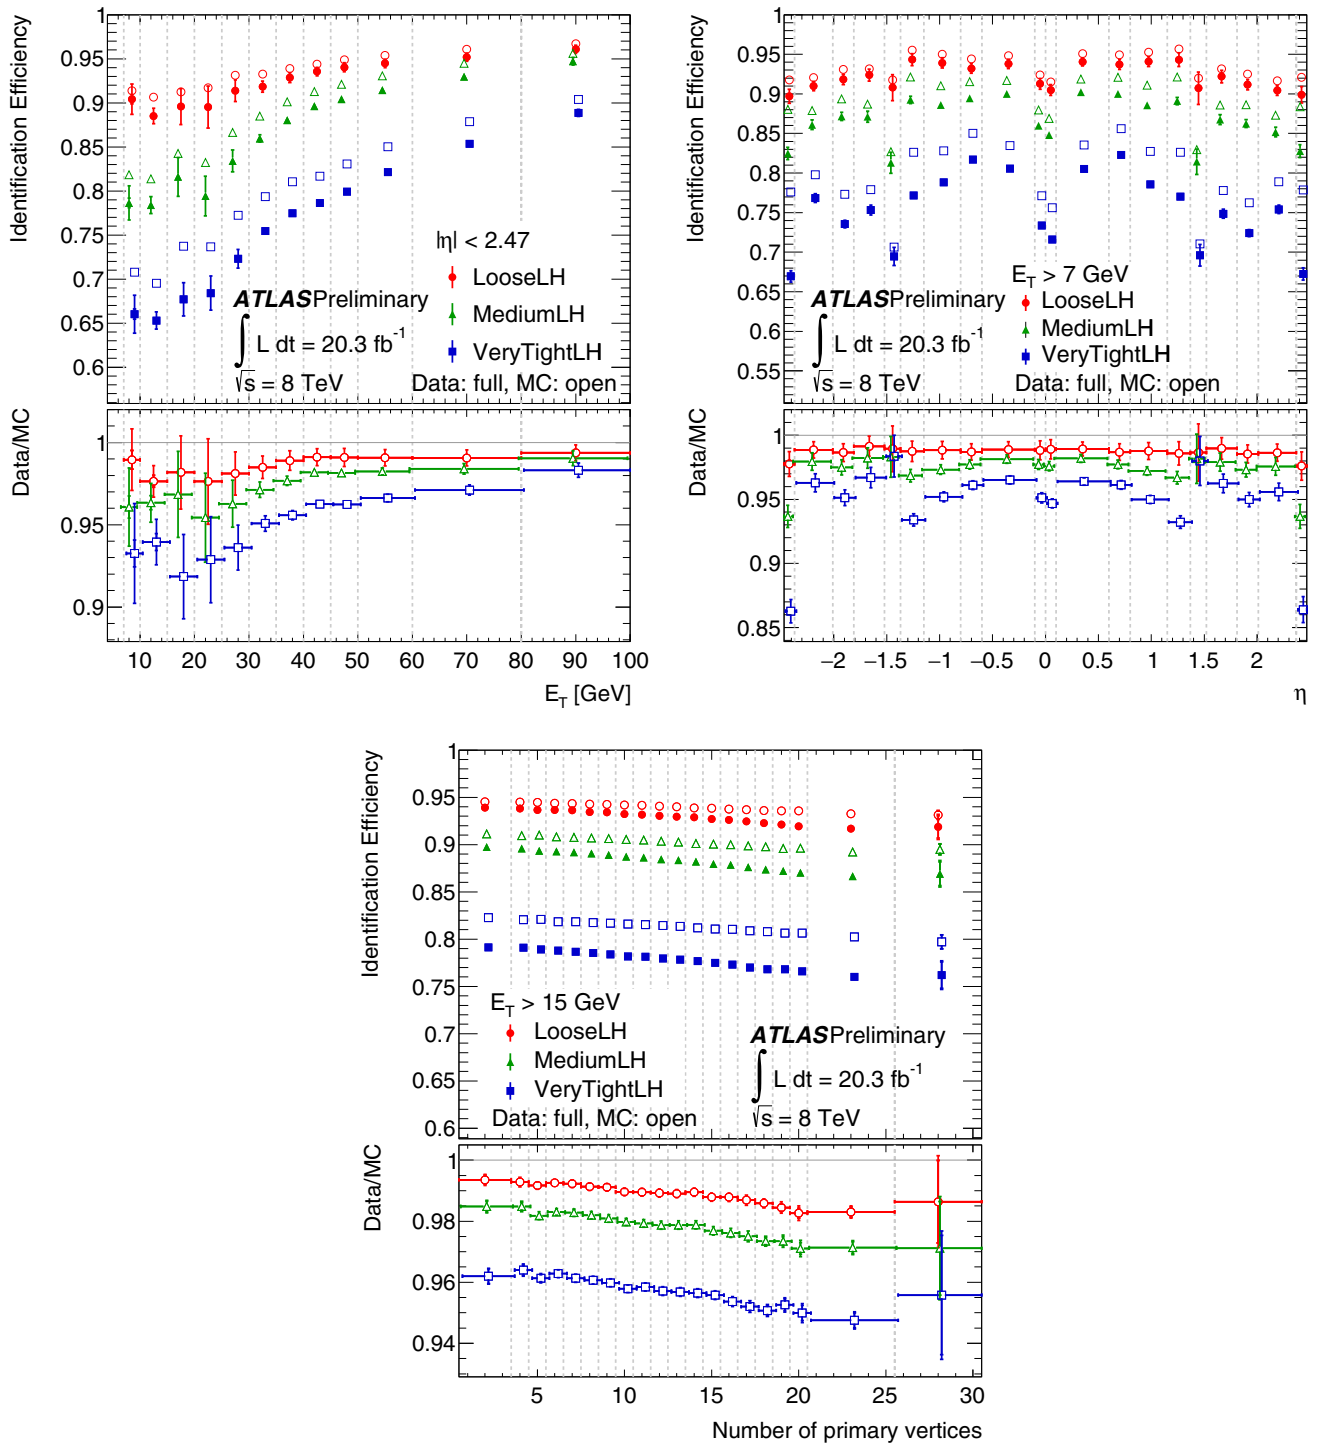 Identification Efficiency
1
0.95
0.9
0.85
0.8
0.75
0.7
0.65
0.6
|η| < 2.47
LooseLH
MediumLH
VeryTightLH
Data: full, MC: open
ATLAS Preliminary
∫ L dt = 20.3 fb⁻¹
√s = 8 TeV
Data/MC
1
0.95
0.9
10 20 30 40 50 60 70 80 90 100
E_T [GeV]
Identification Efficiency
1
0.95
0.9
0.85
0.8
0.75
0.7
0.65
0.6
0.55
E_T > 7 GeV
LooseLH
MediumLH
VeryTightLH
Data: full, MC: open
ATLAS Preliminary
∫ L dt = 20.3 fb⁻¹
√s = 8 TeV
Data/MC
1
0.95
0.9
0.85
−2 −1.5 −1 −0.5 0 0.5 1 1.5 2
η
Identification Efficiency
1
0.95
0.9
0.85
0.8
0.75
0.7
0.65
0.6
E_T > 15 GeV
LooseLH
MediumLH
VeryTightLH
Data: full, MC: open
ATLAS Preliminary
∫ L dt = 20.3 fb⁻¹
√s = 8 TeV
Data/MC
1
0.98
0.96
0.94
5 10 15 20 25 30
Number of primary vertices